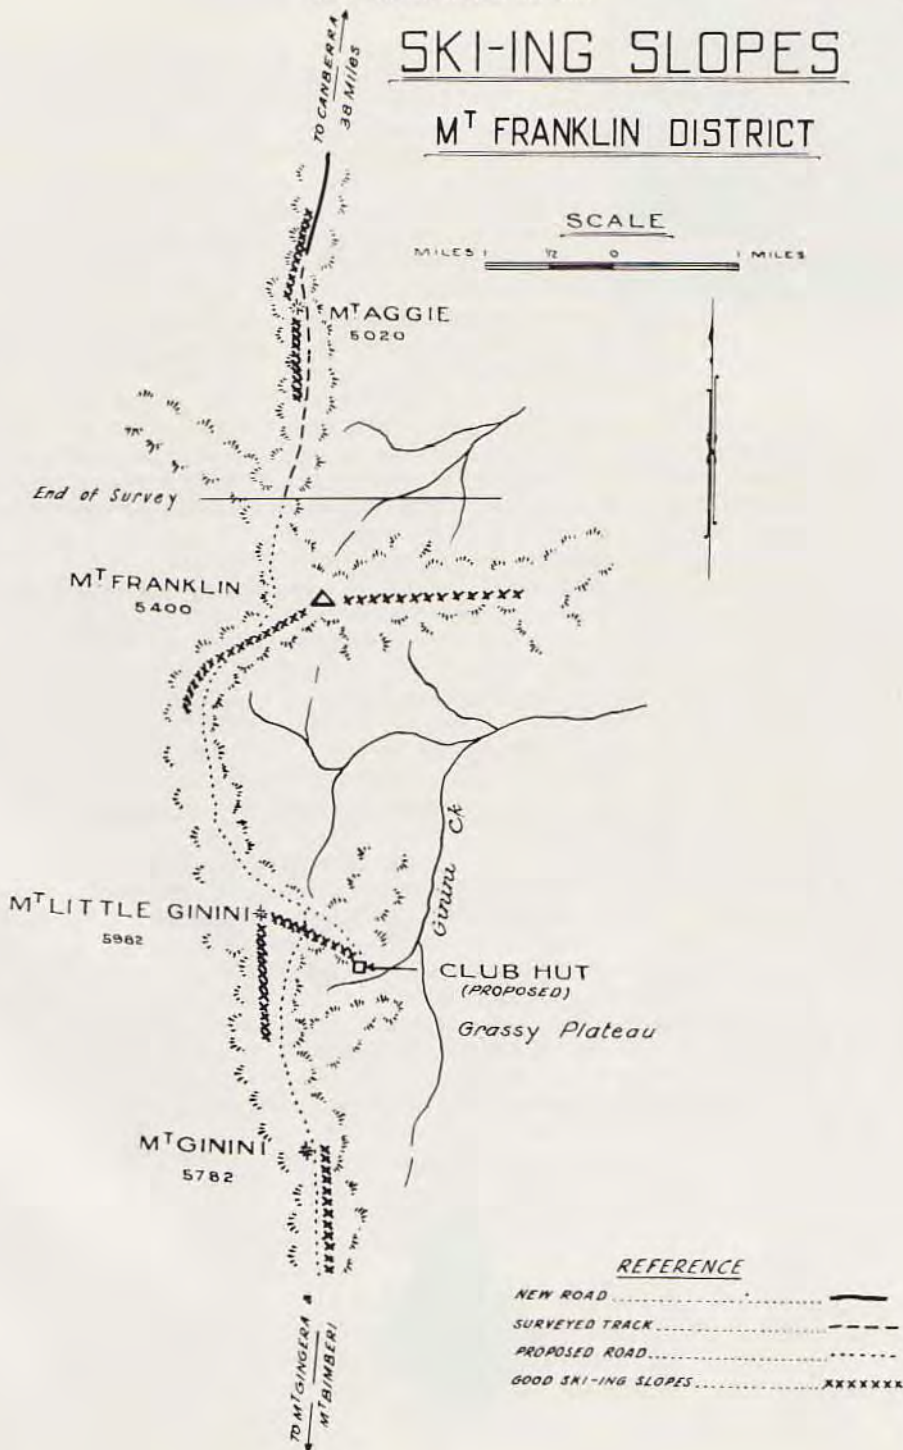 TO CANBERRA
38 MILES
SKI-ING SLOPES
Mᵀ FRANKLIN DISTRICT
SCALE
MILES 1 ½ 0 1 MILES
Mᵀ AGGIE
5020
End of Survey
Mᵀ FRANKLIN
5400
Ginini Ck
Mᵀ LITTLE GININI
5982
CLUB HUT
(PROPOSED)
Grassy Plateau
Mᵀ GININI
5782
TO Mᵀ GINGERA &
Mᵀ BIMBERI
REFERENCE
NEW ROAD
SURVEYED TRACK
PROPOSED ROAD
GOOD SKI-ING SLOPES